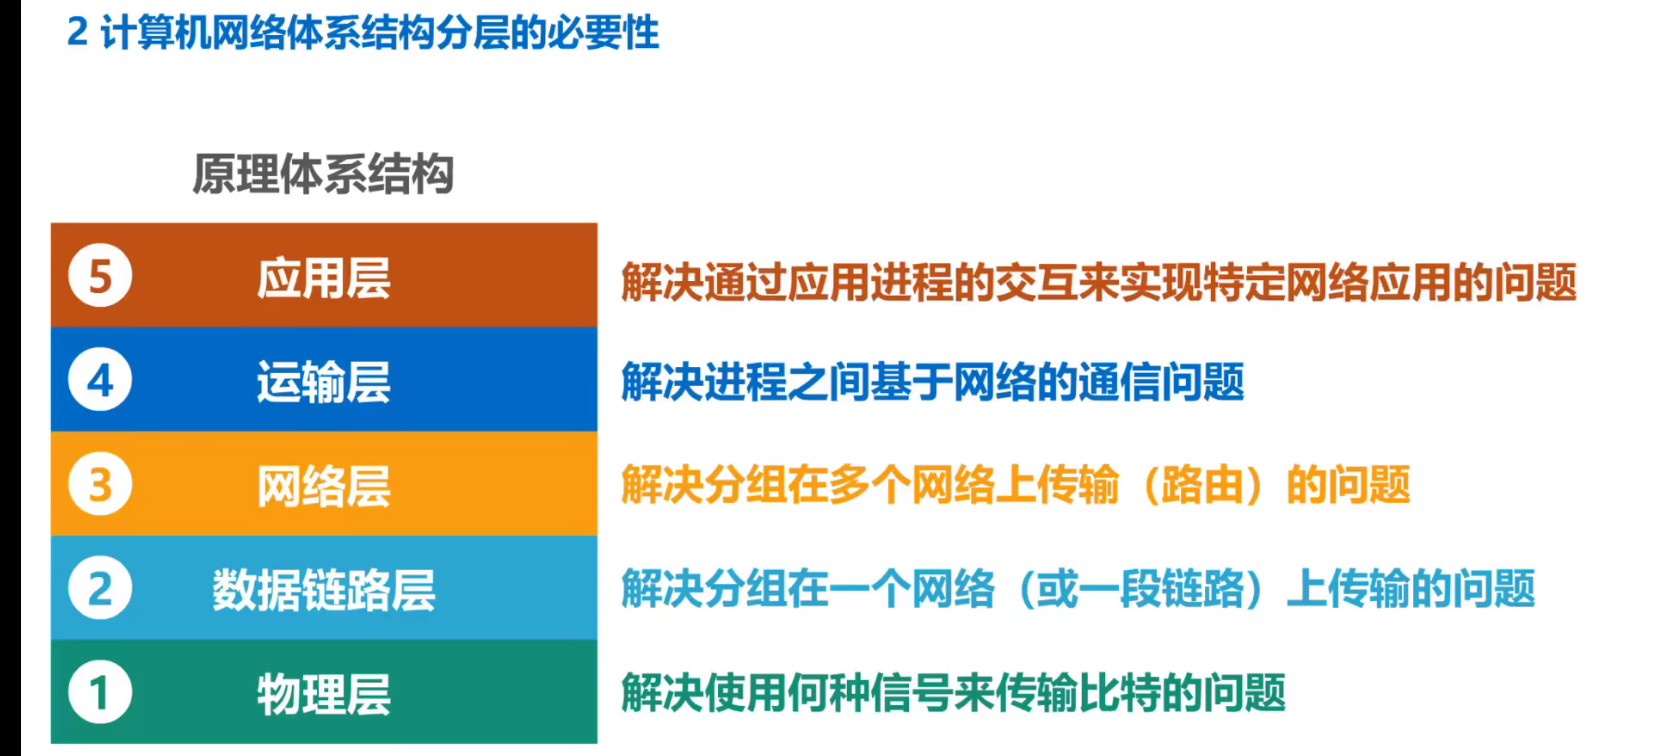 2 计算机网络体系结构分层的必要性
原理体系结构
5 应用层 解决通过应用进程的交互来实现特定网络应用的问题
4 运输层 解决进程之间基于网络的通信问题
3 网络层 解决分组在多个网络上传输（路由）的问题
2 数据链路层 解决分组在一个网络（或一段链路）上传输的问题
1 物理层 解决使用何种信号来传输比特的问题